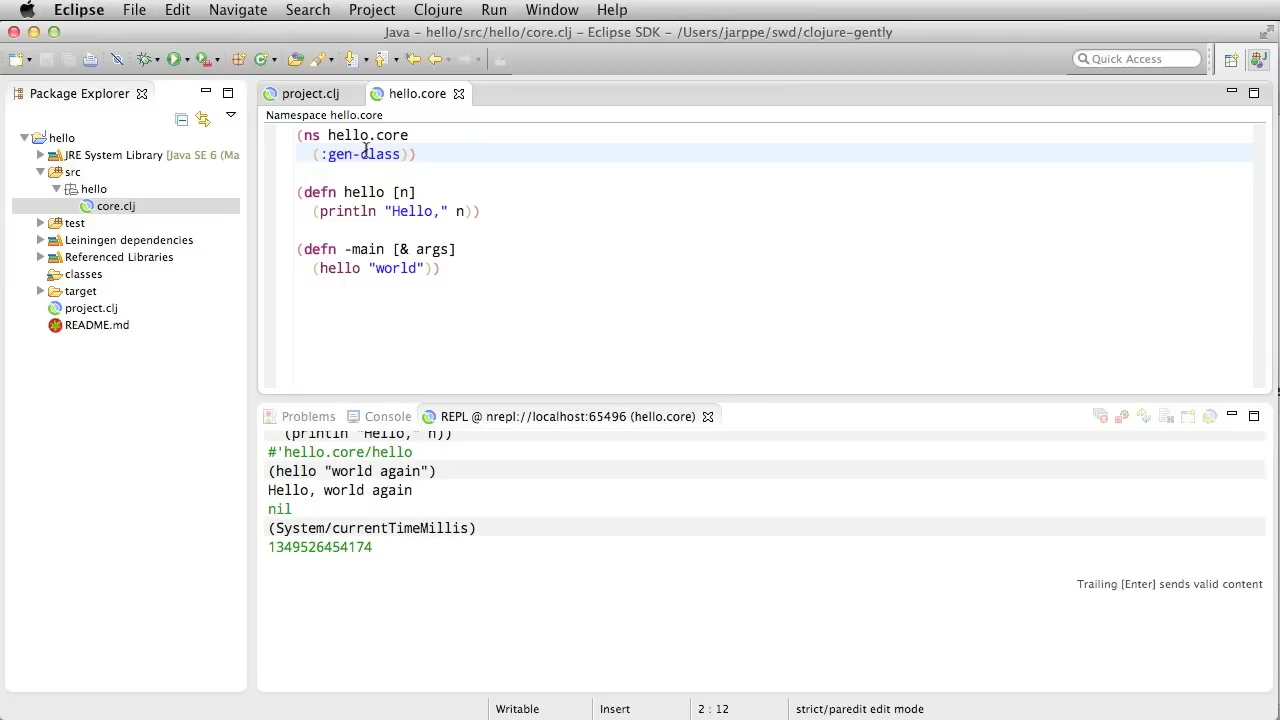 Eclipse File Edit Navigate Search Project Clojure Run Window Help
Java - hello/src/hello/core.clj - Eclipse SDK - /Users/jarppe/swd/clojure-gently
Quick Access
Package Explorer
hello
JRE System Library [Java SE 6 (Ma
src
hello
core.clj
test
Leiningen dependencies
Referenced Libraries
classes
target
project.clj
README.md
project.clj hello.core
Namespace hello.core
(ns hello.core
(:gen-class))
(defn hello [n]
(println "Hello," n))
(defn -main [& args]
(hello "world"))
Problems Console REPL @ nrepl://localhost:65496 (hello.core)
(println "Hello," n))
#'hello.core/hello
(hello "world again")
Hello, world again
nil
(System/currentTimeMillis)
1349526454174
Trailing [Enter] sends valid content
Writable Insert 2 : 12 strict/paredit edit mode